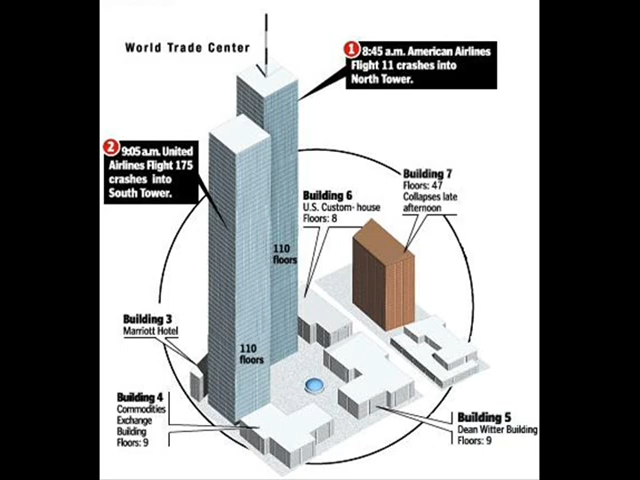 World Trade Center
1 8:45 a.m. American Airlines
Flight 11 crashes into
North Tower.
2 9:05 a.m. United
Airlines Flight 175
crashes into
South Tower.
Building 7
Floors: 47
Collapses late
afternoon
Building 6
U.S. Custom- house
Floors: 8
110
floors
Building 3
Marriott Hotel
110
floors
Building 4
Commodities
Exchange
Building
Floors: 9
Building 5
Dean Witter Building
Floors: 9